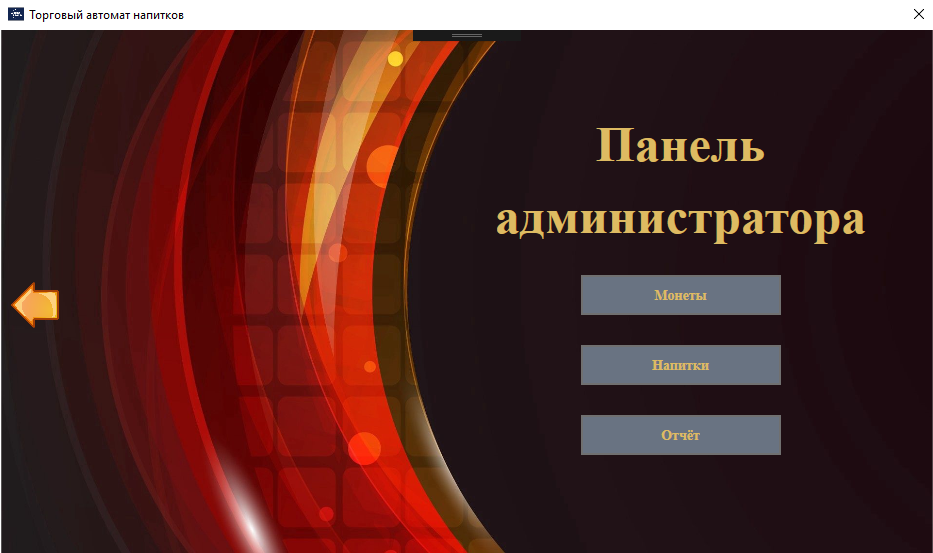 Торговый автомат напитков
Панель
администратора
Монеты
Напитки
Отчёт